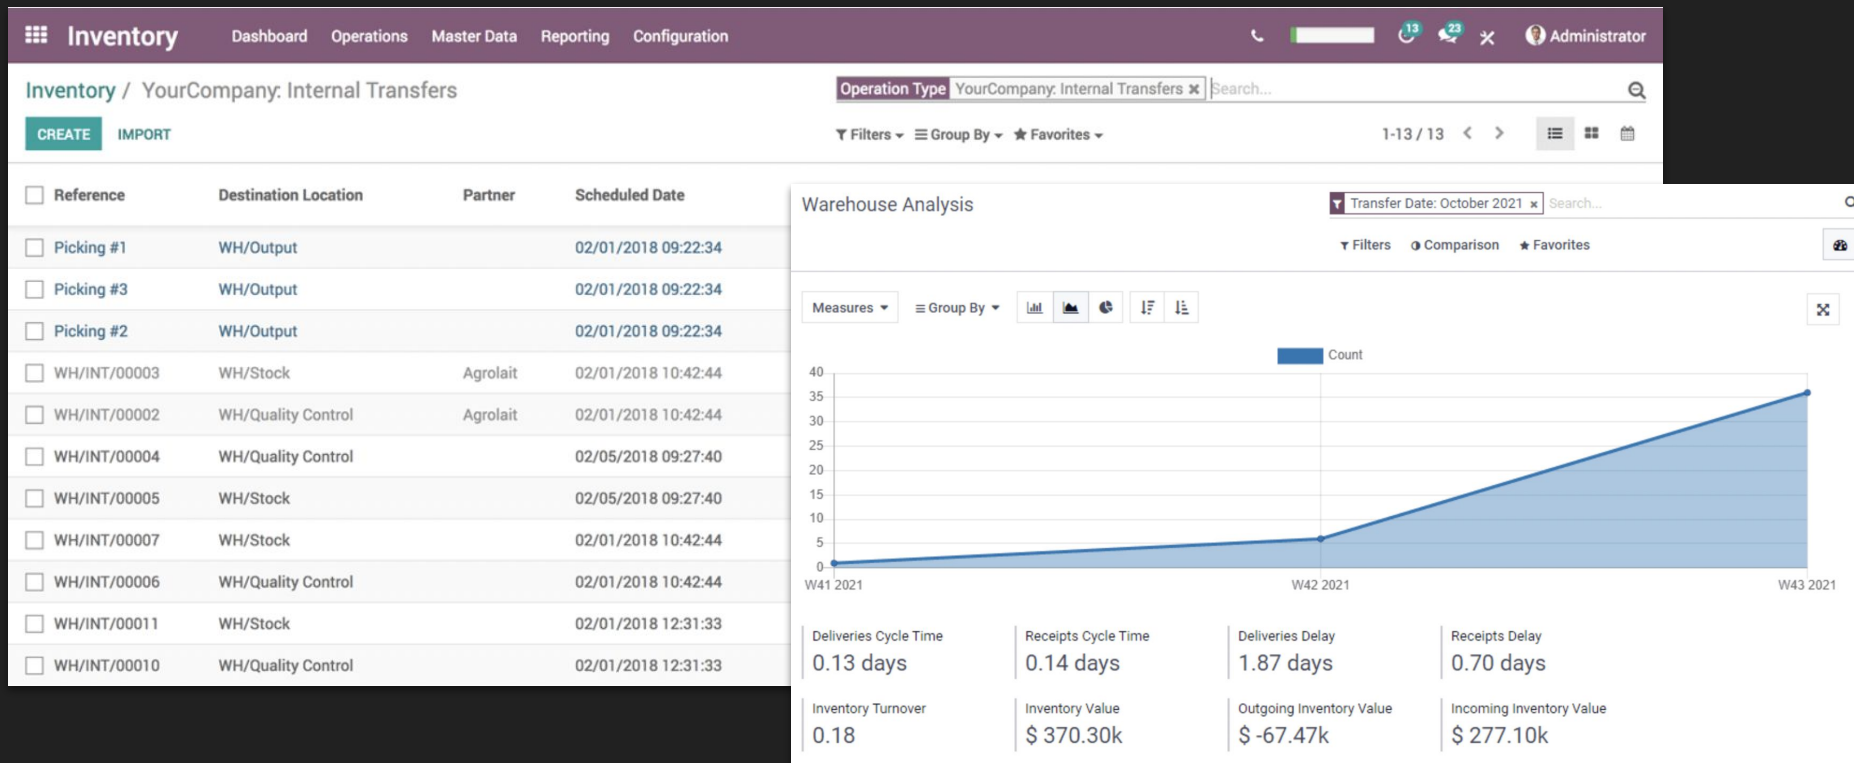 Inventory Dashboard Operations Master Data Reporting Configuration 13 23 Administrator
Inventory / YourCompany: Internal Transfers
Operation Type YourCompany: Internal Transfers × Search...
CREATE IMPORT
Filters Group By Favorites 1-13 / 13
Reference Destination Location Partner Scheduled Date
Picking #1 WH/Output 02/01/2018 09:22:34
Picking #3 WH/Output 02/01/2018 09:22:34
Picking #2 WH/Output 02/01/2018 09:22:34
WH/INT/00003 WH/Stock Agrolait 02/01/2018 10:42:44
WH/INT/00002 WH/Quality Control Agrolait 02/01/2018 10:42:44
WH/INT/00004 WH/Quality Control 02/05/2018 09:27:40
WH/INT/00005 WH/Stock 02/05/2018 09:27:40
WH/INT/00007 WH/Stock 02/01/2018 10:42:44
WH/INT/00006 WH/Quality Control 02/01/2018 10:42:44
WH/INT/00011 WH/Stock 02/01/2018 12:31:33
WH/INT/00010 WH/Quality Control 02/01/2018 12:31:33
Warehouse Analysis
Transfer Date: October 2021 × Search...
Filters Comparison Favorites
Measures Group By
Count
40
35
30
25
20
15
10
5
0
W41 2021 W42 2021 W43 2021
Deliveries Cycle Time Receipts Cycle Time Deliveries Delay Receipts Delay
0.13 days 0.14 days 1.87 days 0.70 days
Inventory Turnover Inventory Value Outgoing Inventory Value Incoming Inventory Value
0.18 $ 370.30k $ -67.47k $ 277.10k